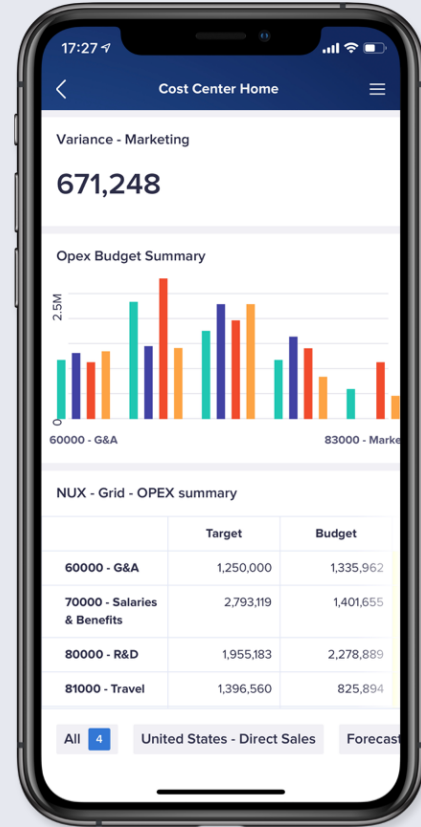 17:27
Cost Center Home
Variance - Marketing
671,248
Opex Budget Summary
2.5M
0
60000 - G&A
83000 - Marke
NUX - Grid - OPEX summary
Target Budget
60000 - G&A 1,250,000 1,335,962
70000 - Salaries
& Benefits 2,793,119 1,401,655
80000 - R&D 1,955,183 2,278,889
81000 - Travel 1,396,560 825,894
All 4 United States - Direct Sales Forecast